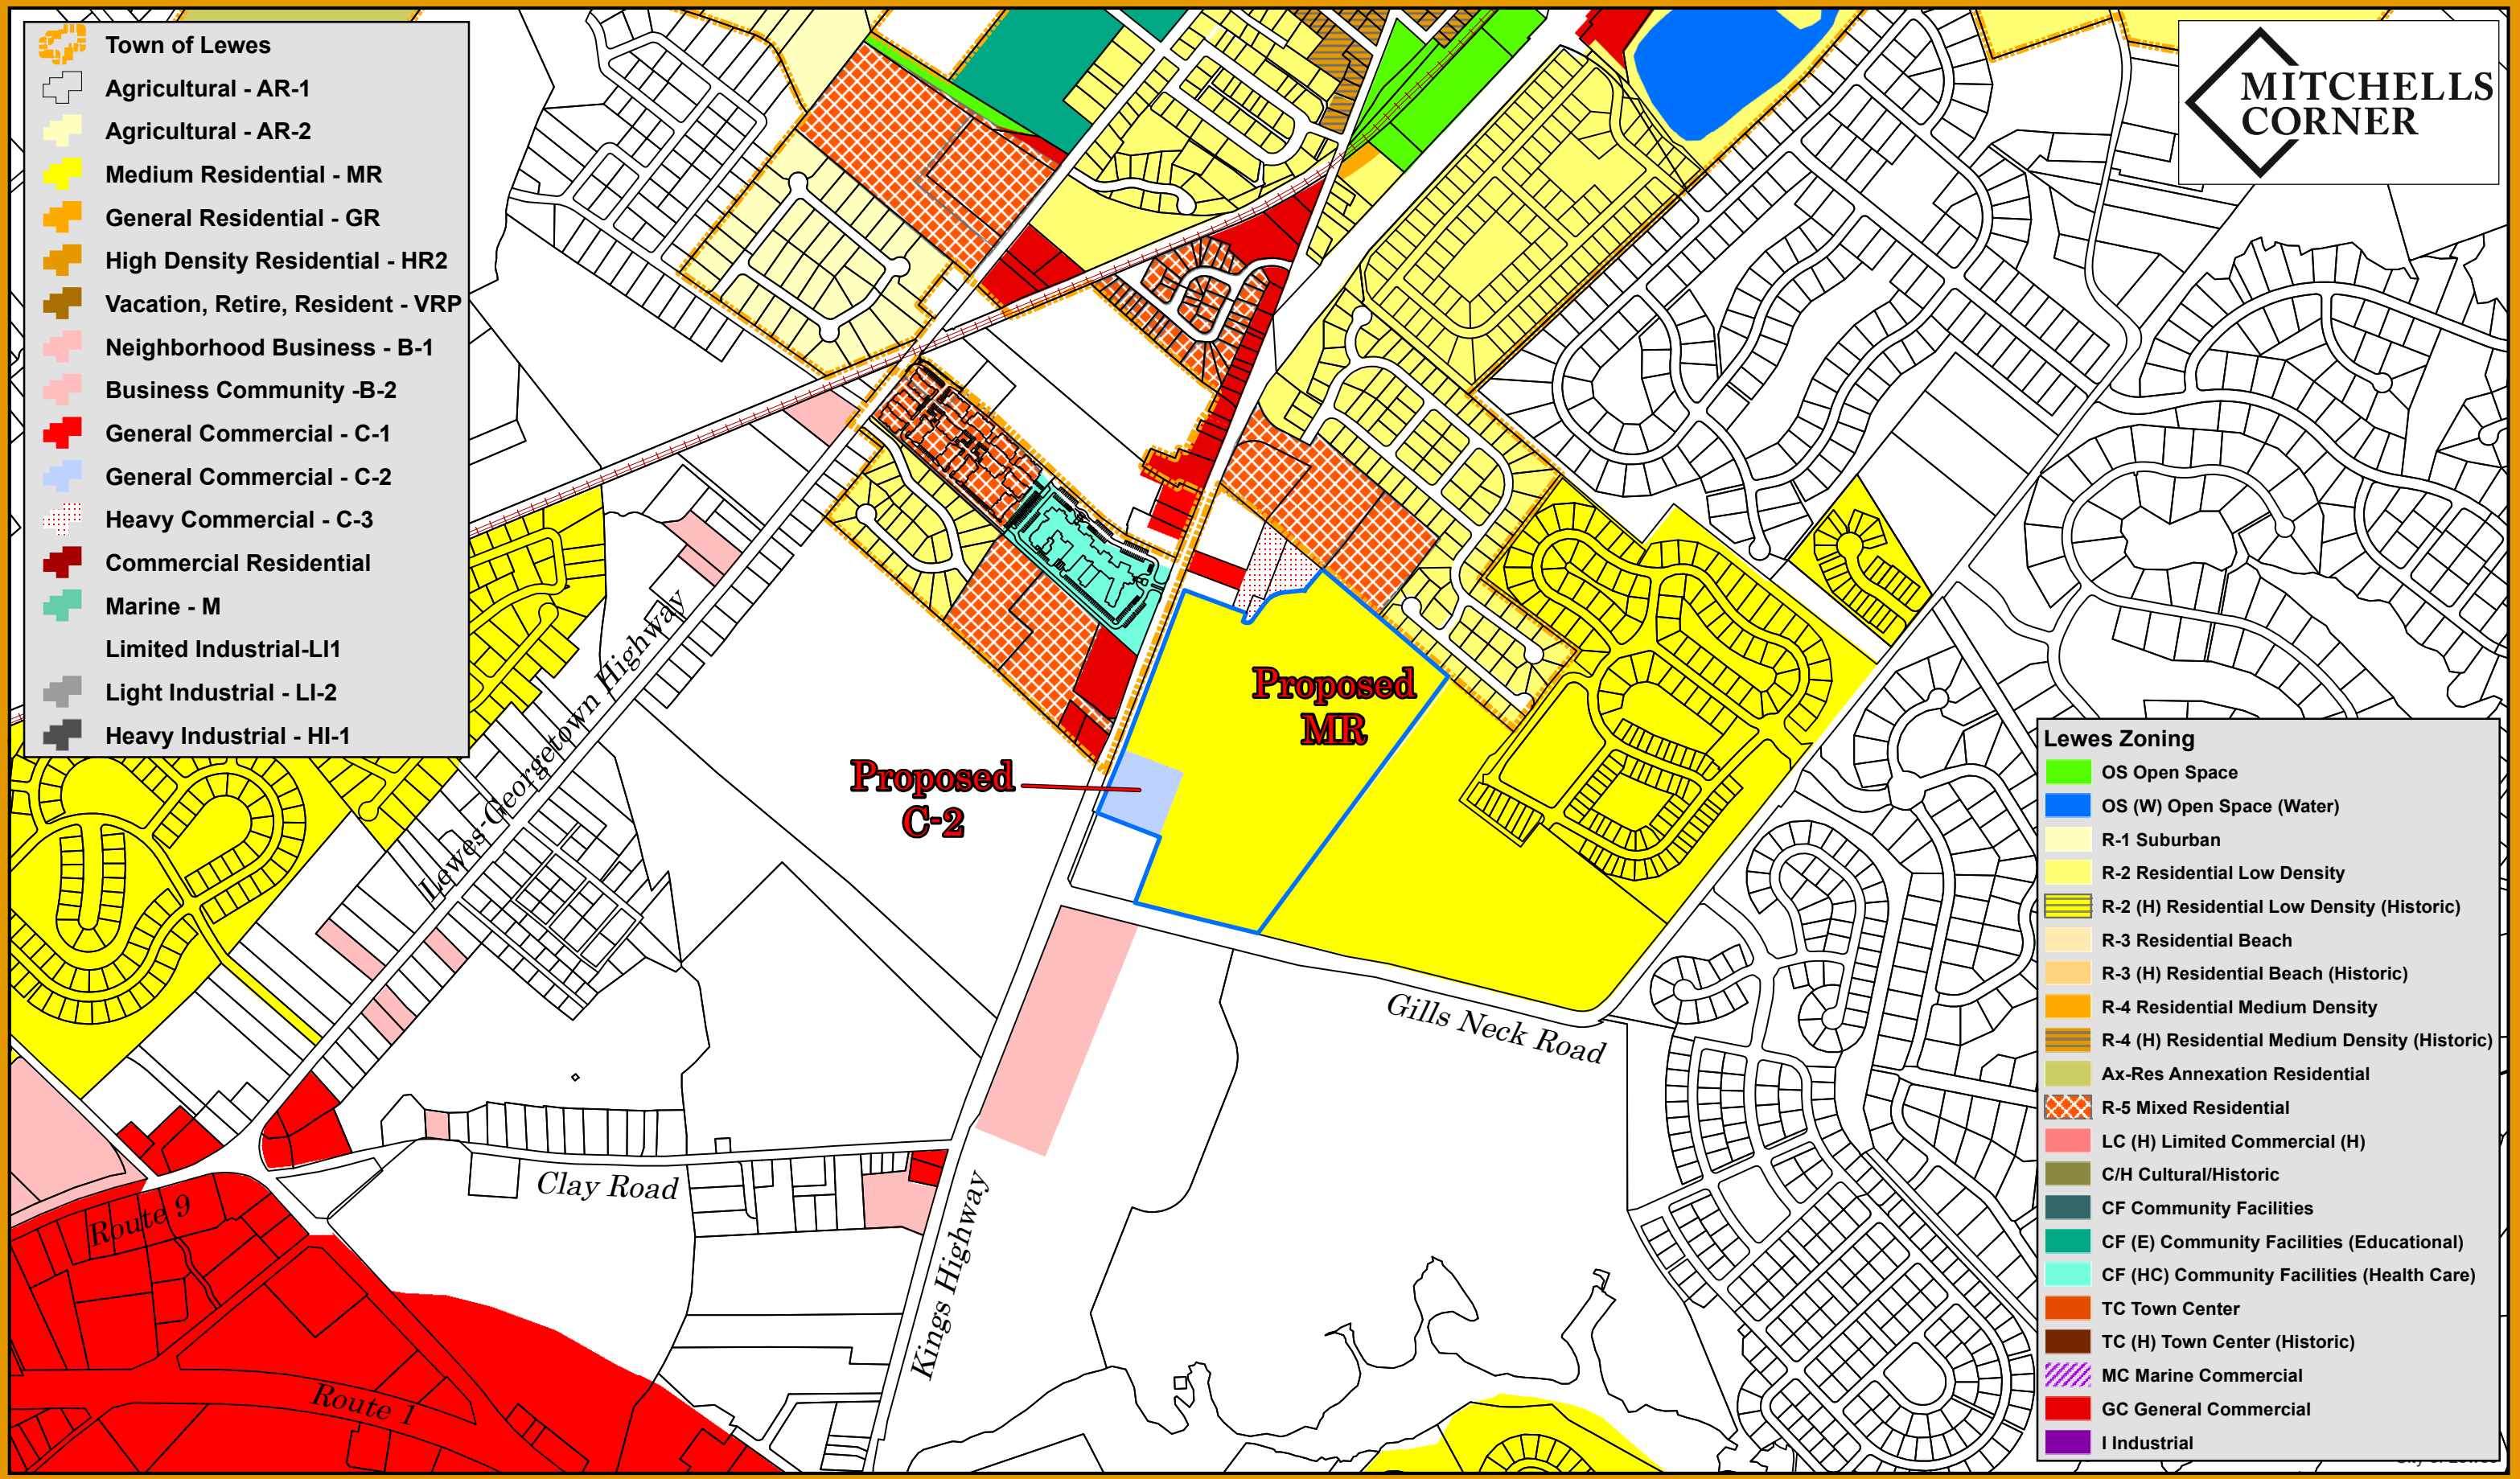 Town of Lewes
Agricultural - AR-1
Agricultural - AR-2
Medium Residential - MR
General Residential - GR
High Density Residential - HR2
Vacation, Retire, Resident - VRP
Neighborhood Business - B-1
Business Community -B-2
General Commercial - C-1
General Commercial - C-2
Heavy Commercial - C-3
Commercial Residential
Marine - M
Limited Industrial-LI1
Light Industrial - LI-2
Heavy Industrial - HI-1
MITCHELLS
CORNER
Proposed
MR
Proposed
C-2
Lewes-Georgetown Highway
Gills Neck Road
Clay Road
Kings Highway
Route 9
Route 1
Lewes Zoning
OS Open Space
OS (W) Open Space (Water)
R-1 Suburban
R-2 Residential Low Density
R-2 (H) Residential Low Density (Historic)
R-3 Residential Beach
R-3 (H) Residential Beach (Historic)
R-4 Residential Medium Density
R-4 (H) Residential Medium Density (Historic)
Ax-Res Annexation Residential
R-5 Mixed Residential
LC (H) Limited Commercial (H)
C/H Cultural/Historic
CF Community Facilities
CF (E) Community Facilities (Educational)
CF (HC) Community Facilities (Health Care)
TC Town Center
TC (H) Town Center (Historic)
MC Marine Commercial
GC General Commercial
I Industrial